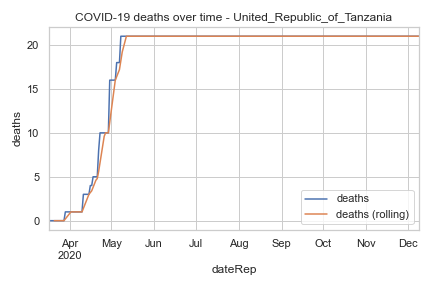 COVID-19 deaths over time - United_Republic_of_Tanzania
deaths
20
15
10
5
0
deaths
deaths (rolling)
Apr May Jun Jul Aug Sep Oct Nov Dec
2020
dateRep